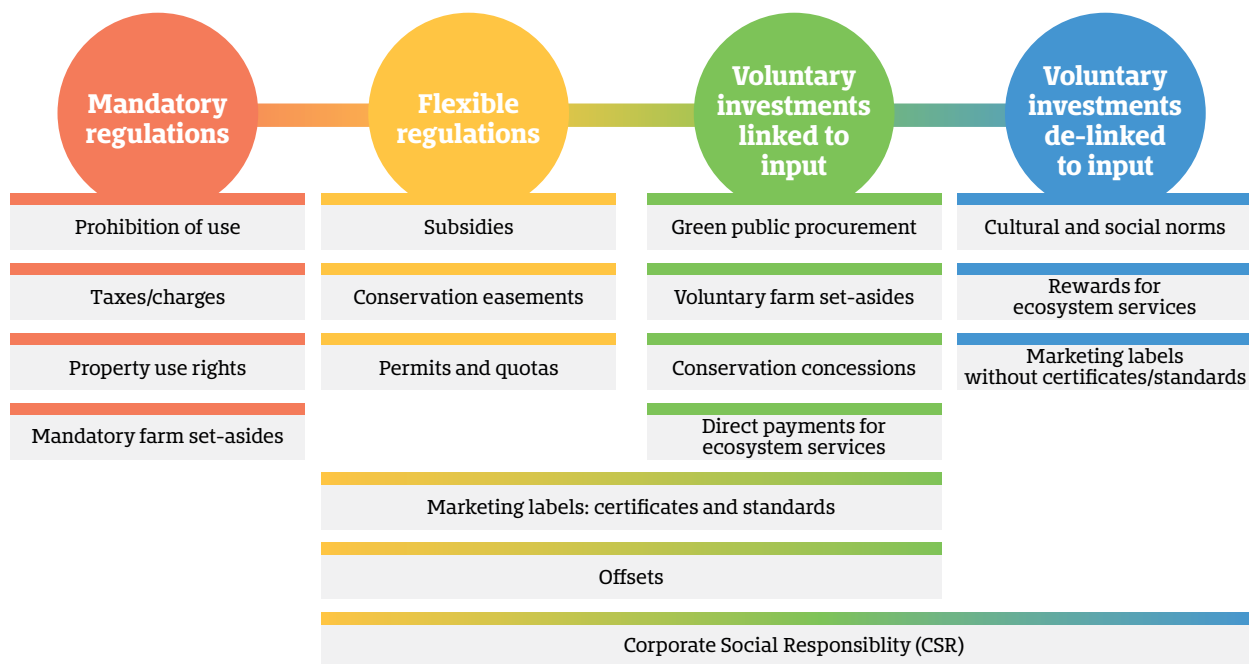 Mandatory
regulations
Flexible
regulations
Voluntary
investments
linked to
input
Voluntary
investments
de-linked
to input
Prohibition of use
Taxes/charges
Property use rights
Mandatory farm set-asides
Subsidies
Conservation easements
Permits and quotas
Green public procurement
Voluntary farm set-asides
Conservation concessions
Direct payments for
ecosystem services
Cultural and social norms
Rewards for
ecosystem services
Marketing labels
without certificates/standards
Marketing labels: certificates and standards
Offsets
Corporate Social Responsiblity (CSR)